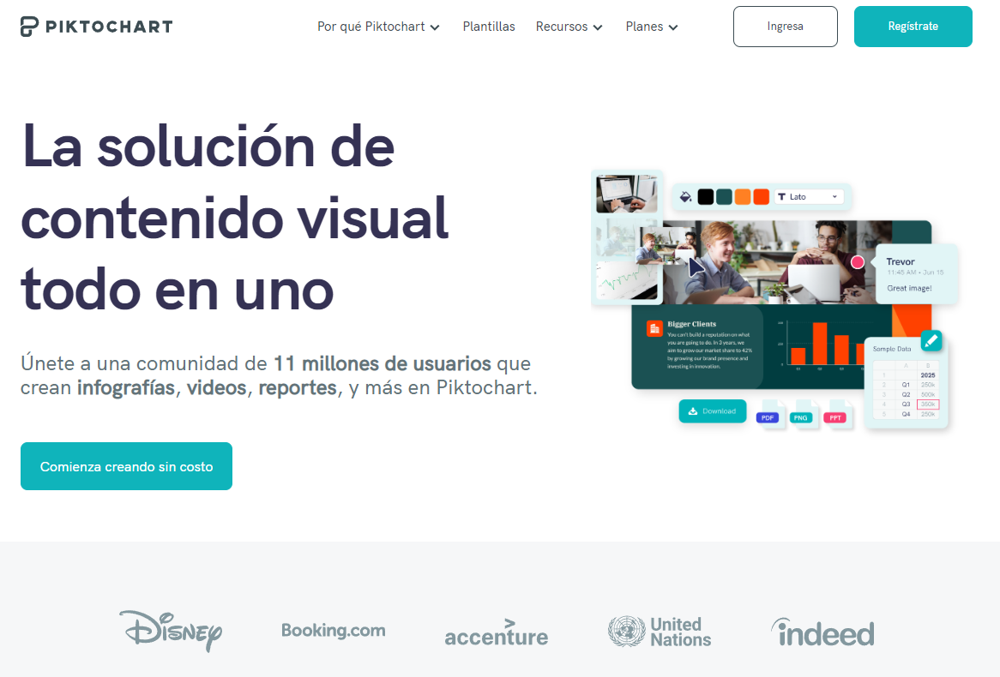 PIKTOCHART
Por qué Piktochart
Plantillas
Recursos
Planes
Ingresa
Regístrate
La solución de
contenido visual
todo en uno
Únete a una comunidad de 11 millones de usuarios que
crean infografías, videos, reportes, y más en Piktochart.
Comienza creando sin costo
Lato
Trevor
11:45 AM • Jun 15
Great image!
Bigger Clients
You can't build a reputation on what
you are going to do. In 3 years, we
aim to grow our market share to 42%
by growing our brand presence and
investing in innovation.
Q1 Q2 Q3
Sample Data
A B
1 2025
2 Q1 250k
3 Q2 500k
4 Q3 350k
5 Q4 250k
Download
PDF
PNG
PPT
Disney
Booking.com
accenture
United
Nations
indeed